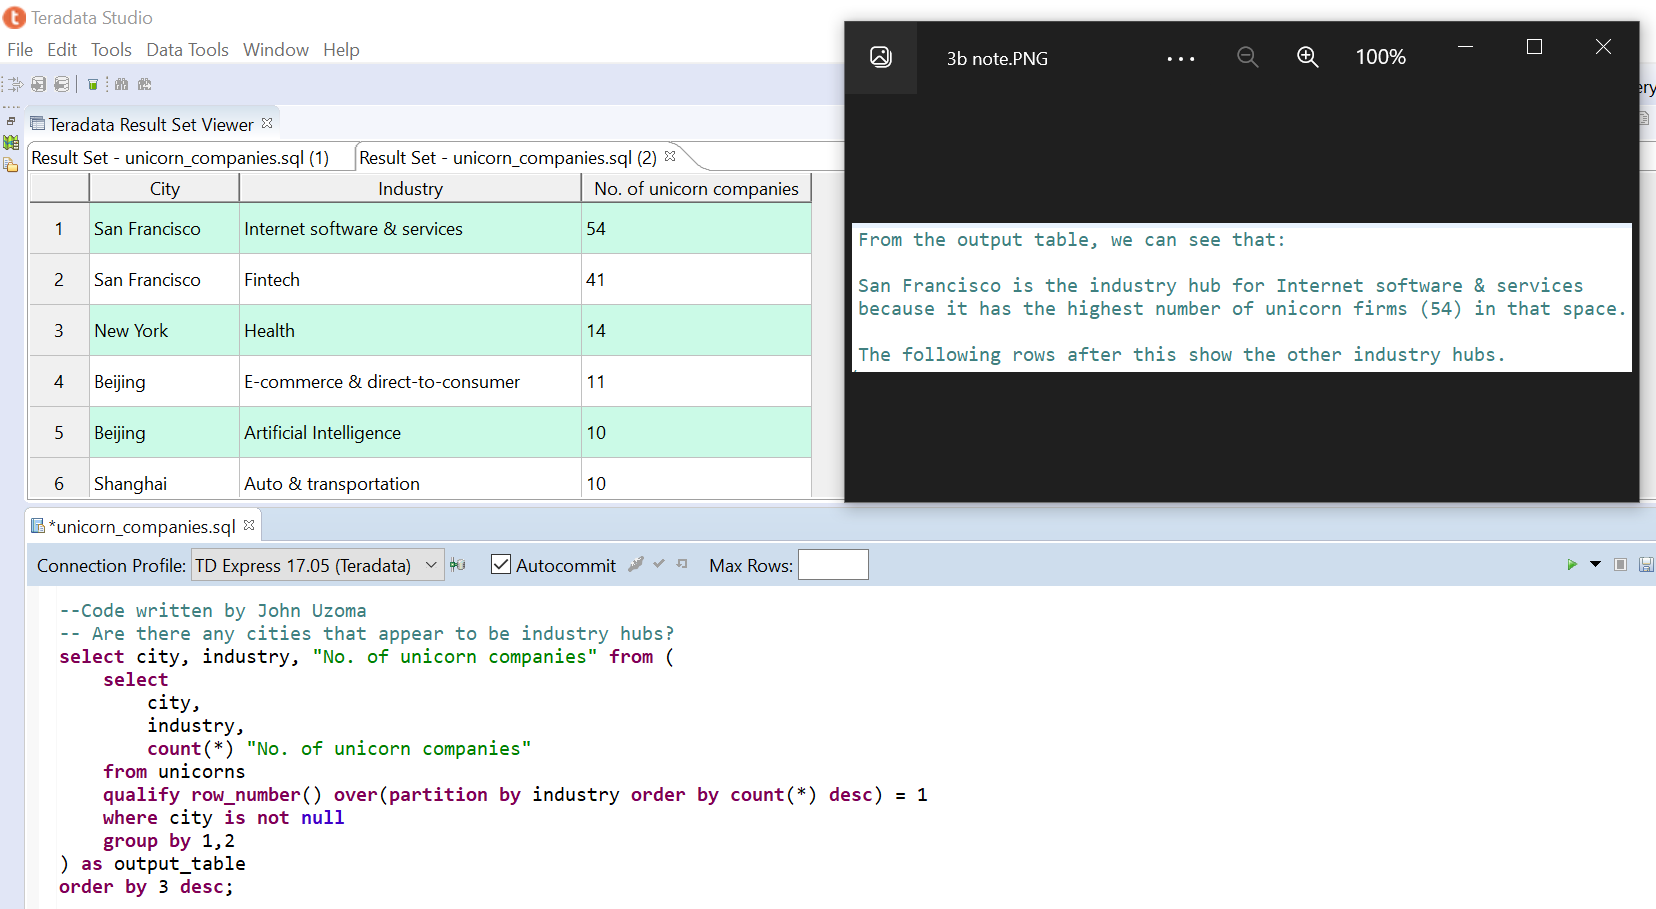 Teradata Studio
File Edit Tools Data Tools Window Help
Teradata Result Set Viewer
Result Set - unicorn_companies.sql (1) Result Set - unicorn_companies.sql (2)
City Industry No. of unicorn companies
1 San Francisco Internet software & services 54
2 San Francisco Fintech 41
3 New York Health 14
4 Beijing E-commerce & direct-to-consumer 11
5 Beijing Artificial Intelligence 10
6 Shanghai Auto & transportation 10
3b note.PNG 100%
From the output table, we can see that:
San Francisco is the industry hub for Internet software & services
because it has the highest number of unicorn firms (54) in that space.
The following rows after this show the other industry hubs.
*unicorn_companies.sql
Connection Profile: TD Express 17.05 (Teradata) Autocommit Max Rows:
--Code written by John Uzoma
-- Are there any cities that appear to be industry hubs?
select city, industry, "No. of unicorn companies" from (
select
city,
industry,
count(*) "No. of unicorn companies"
from unicorns
qualify row_number() over(partition by industry order by count(*) desc) = 1
where city is not null
group by 1,2
) as output_table
order by 3 desc;